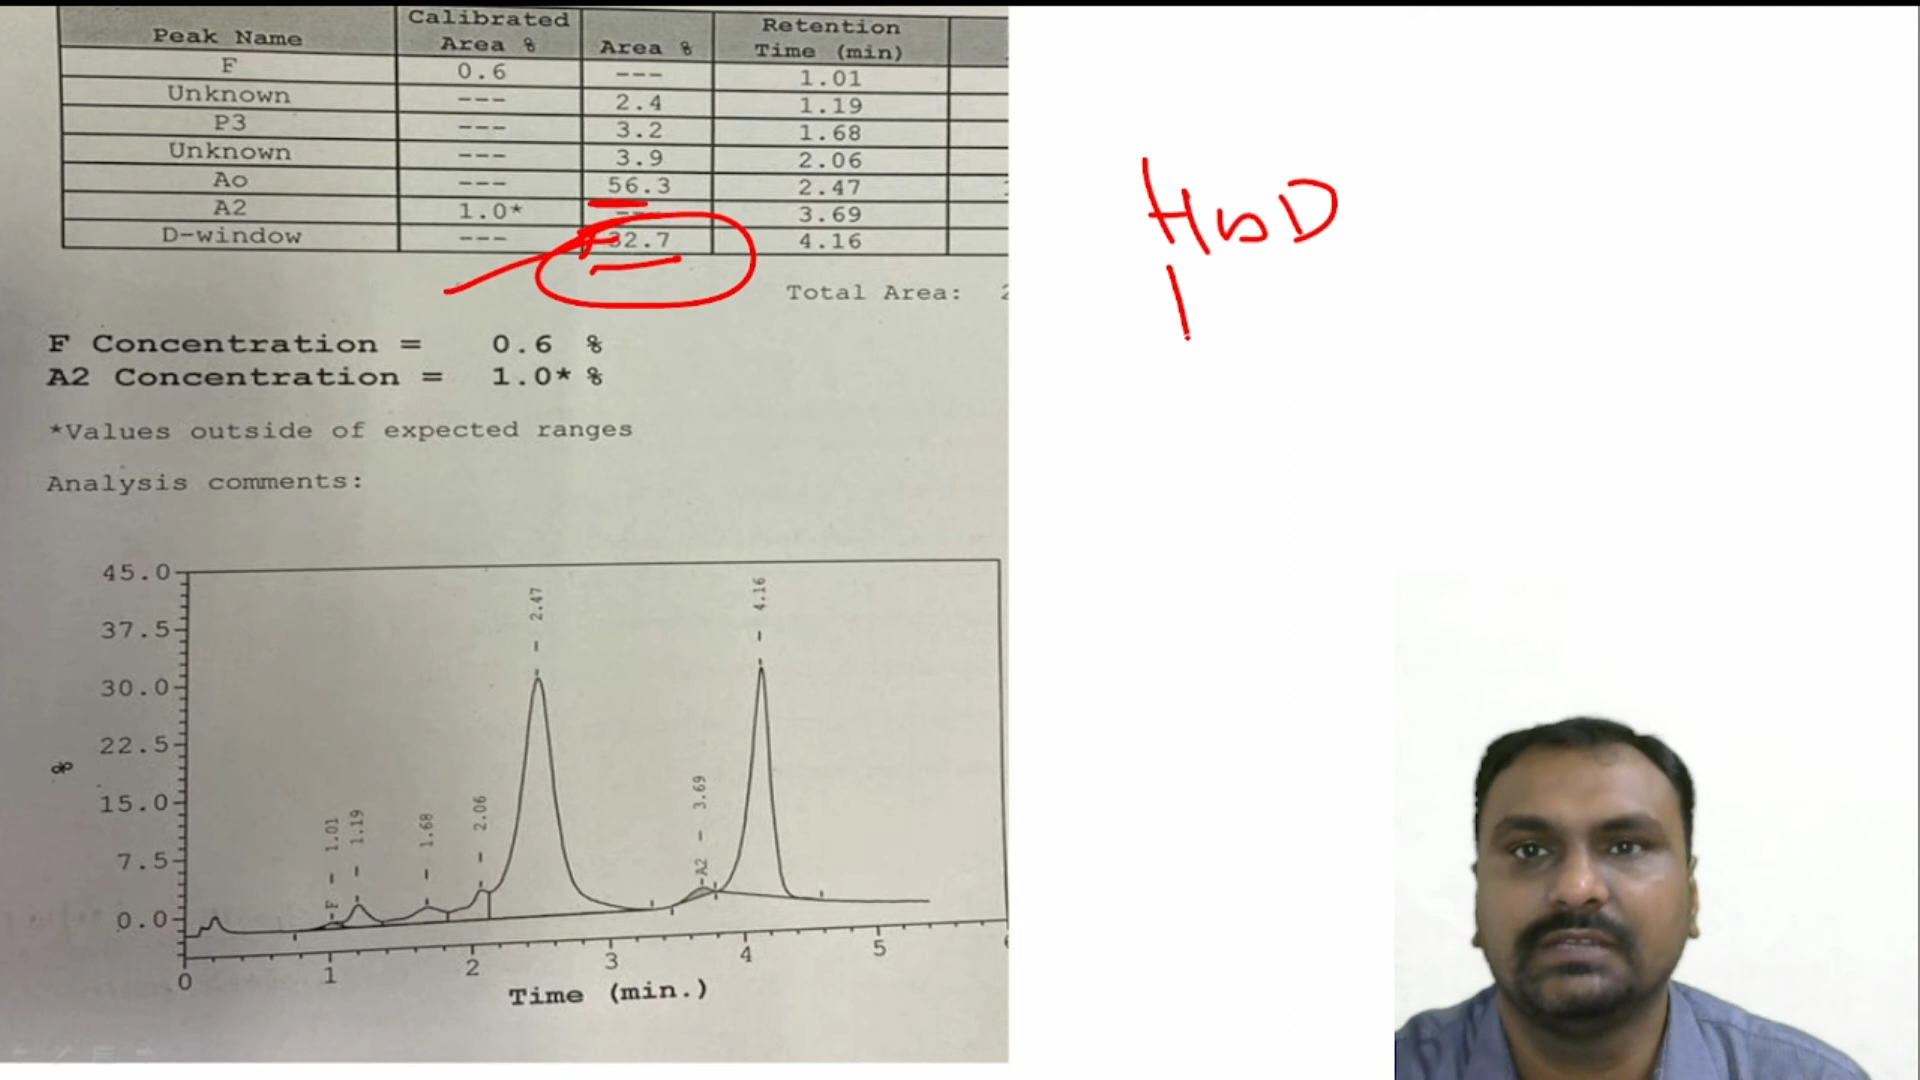 Peak Name Calibrated Area % Area % Retention Time (min)
F 0.6 --- 1.01
Unknown --- 2.4 1.19
P3 --- 3.2 1.68
Unknown --- 3.9 2.06
Ao --- 56.3 2.47
A2 1.0* --- 3.69
D-window --- 32.7 4.16
Total Area: 2
F Concentration = 0.6 %
A2 Concentration = 1.0* %
*Values outside of expected ranges
Analysis comments:
45.0
37.5
30.0
22.5
15.0
7.5
0.0
%
F - 1.01
- 1.19
- 1.68
- 2.06
- 2.47
A2 - 3.69
- 4.16
0 1 2 3 4 5 6
Time (min.)
HbD